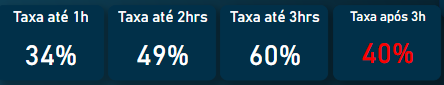 Taxa até 1h
34%
Taxa até 2hrs
49%
Taxa até 3hrs
60%
Taxa após 3h
40%